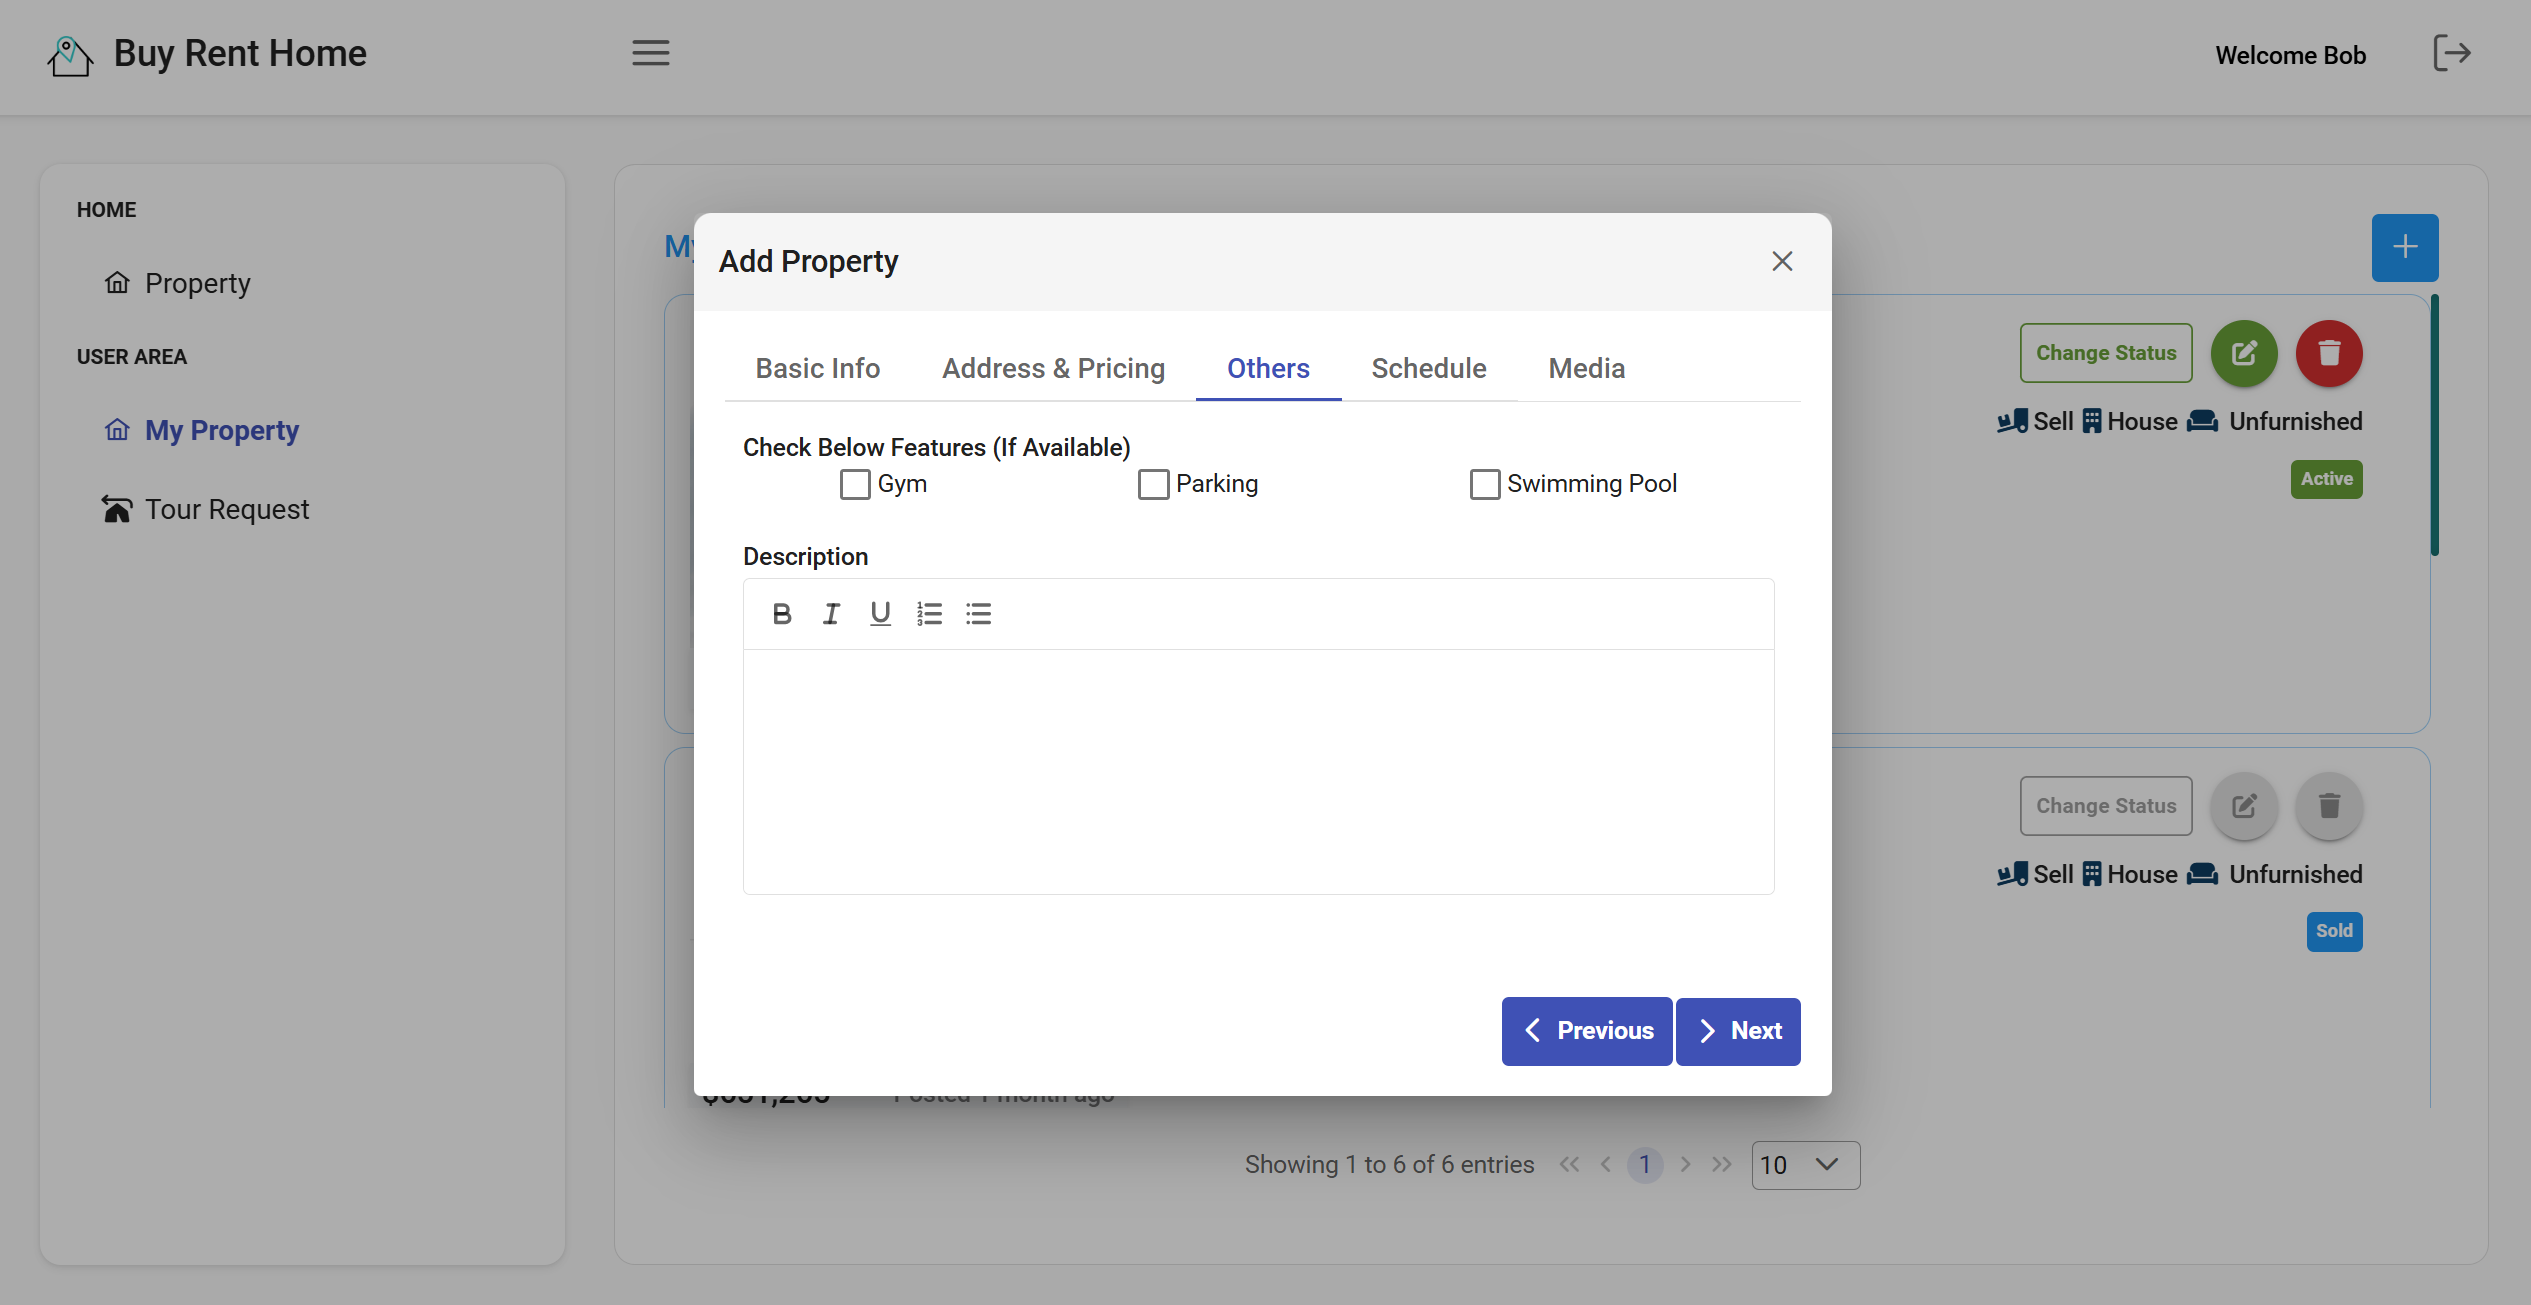 Buy Rent Home
Welcome Bob
HOME
Property
USER AREA
My Property
Tour Request
Add Property
Basic Info
Address & Pricing
Others
Schedule
Media
Check Below Features (If Available)
Gym
Parking
Swimming Pool
Description
Previous
Next
Change Status
Sell House Unfurnished
Active
Change Status
Sell House Unfurnished
Sold
Posted 1 month ago
Showing 1 to 6 of 6 entries
1
10